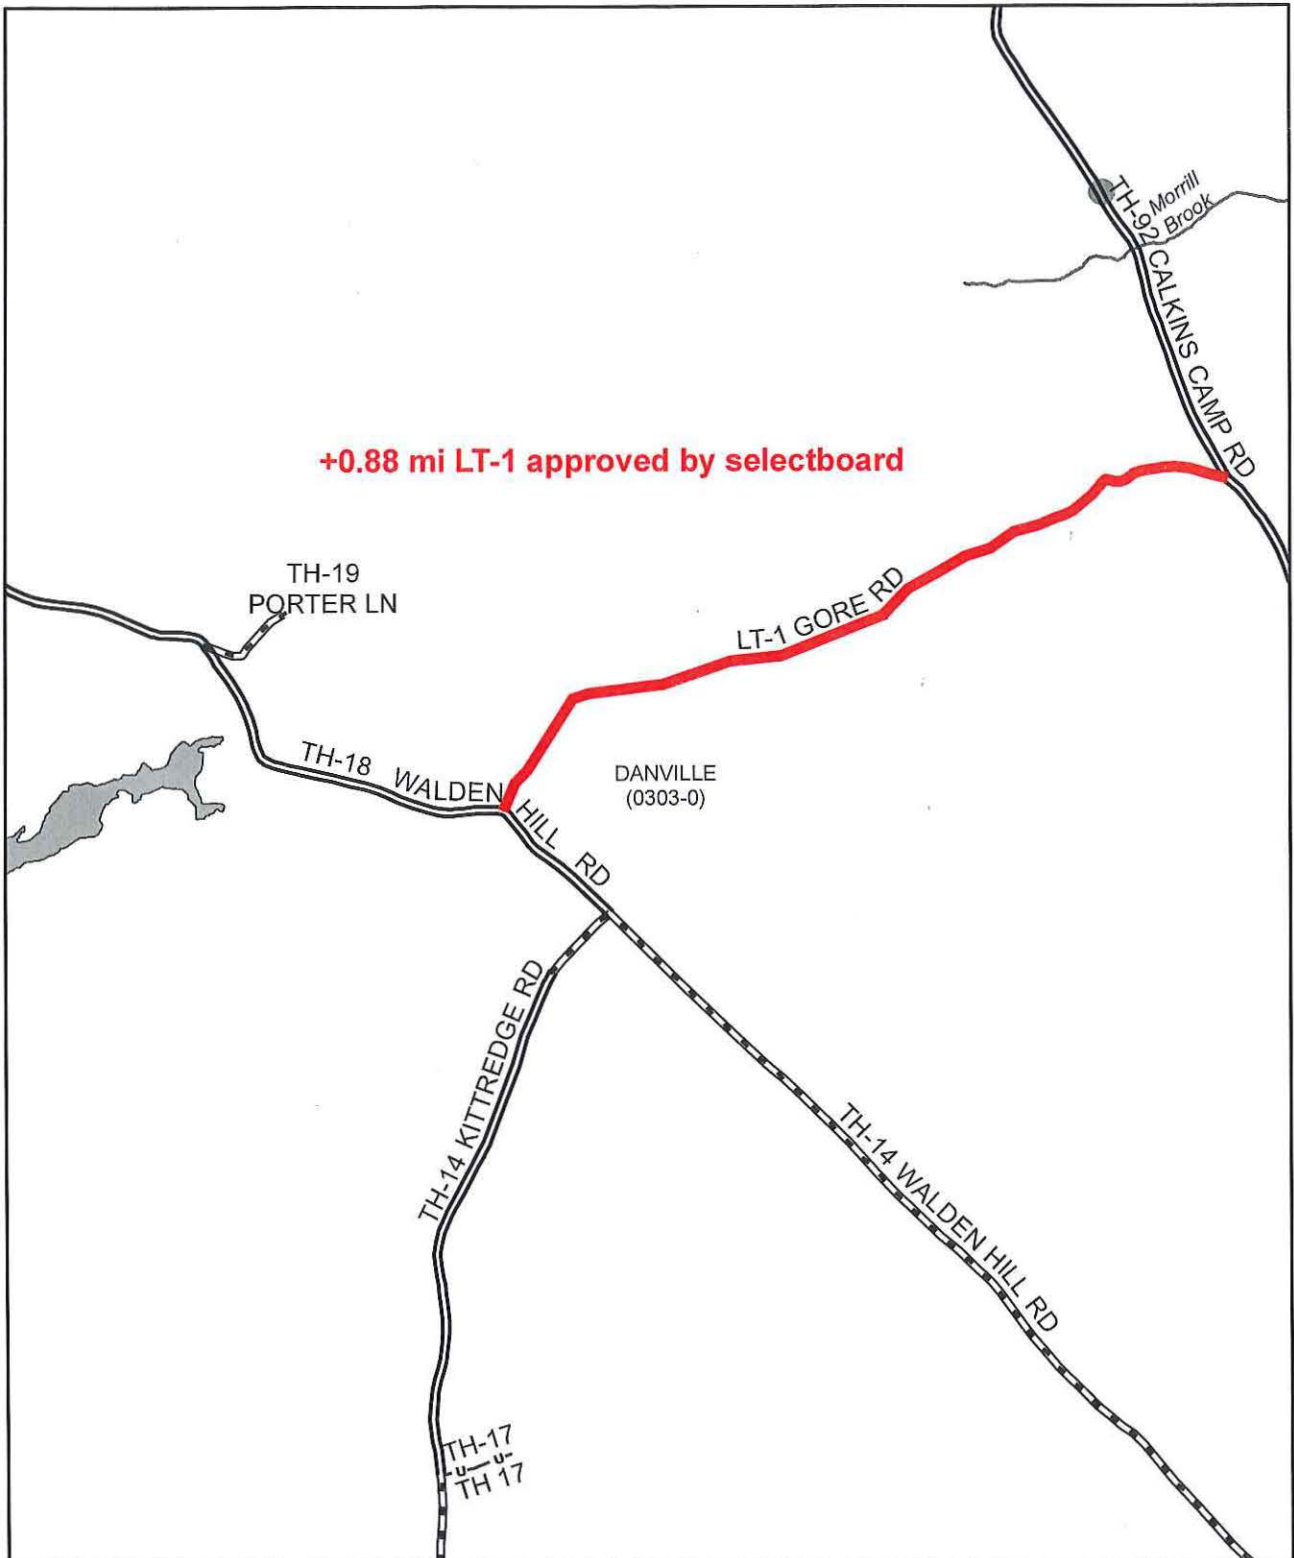 TH-92 CALKINS CAMP RD
Morrill
Brook
+0.88 mi LT-1 approved by selectboard
TH-19
PORTER LN
LT-1 GORE RD
TH-18 WALDEN HILL RD
DANVILLE
(0303-0)
TH-14 KITTREDGE RD
TH-14 WALDEN HILL RD
TH-17
u u
TH 17